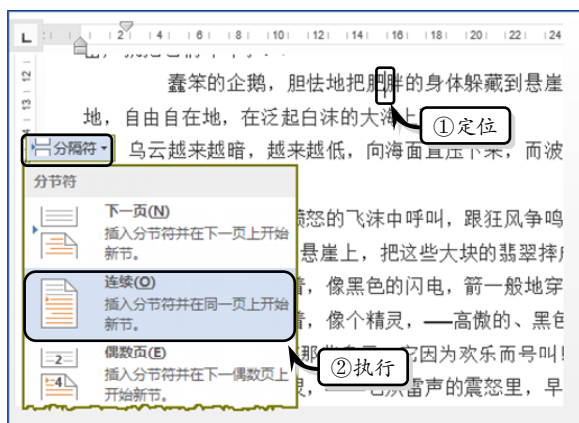 L 2 4 6 8 10 12 14 16 18 20 22 24
12
蠢笨的企鹅，胆怯地把肥胖的身体躲藏到悬崖
13
地，自由自在地，在泛起白沫的大海上
①定位
分隔符
乌云越来越暗，越来越低，向海面直压下来，而波
分节符
下一页(N)
插入分节符并在下一页上开始
新节。
愤怒的飞沫中呼叫，跟狂风争鸣
悬崖上，把这些大块的翡翠摔
连续(O)
插入分节符并在同一页上开始
新节。
，像黑色的闪电，箭一般地穿
，像个精灵，——高傲的、黑色
偶数页(E)
插入分节符并在下一偶数页上
开始新节。
2
4
因为欢乐而号叫!
②执行
雷声的震怒里，早